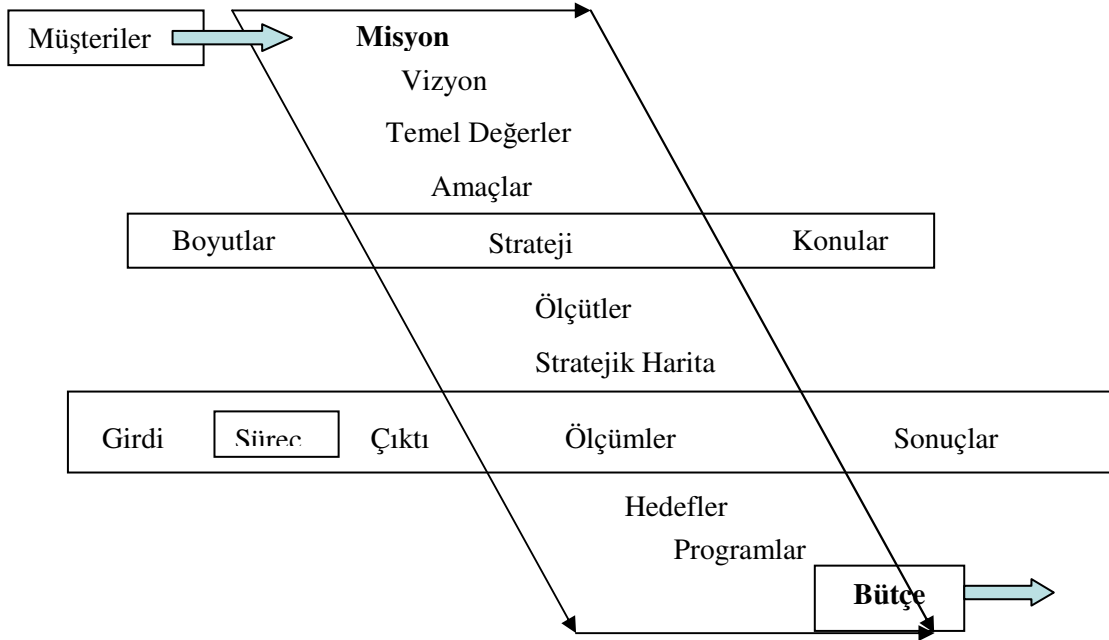 Müşteriler
Misyon
Vizyon
Temel Değerler
Amaçlar
Boyutlar Strateji Konular
Ölçütler
Stratejik Harita
Girdi Süreç Çıktı Ölçümler Sonuçlar
Hedefler
Programlar
Bütçe